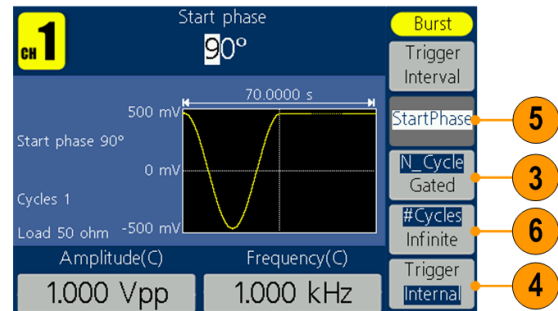 CH 1
Start phase
90°
Burst
Trigger
Interval
StartPhase
5
N_Cycle
Gated
3
#Cycles
Infinite
6
Trigger
Internal
4
70.0000 s
500 mV
Start phase 90°
0 mV
Cycles 1
Load 50 ohm
-500 mV
Amplitude(C)
Frequency(C)
1.000 Vpp
1.000 kHz